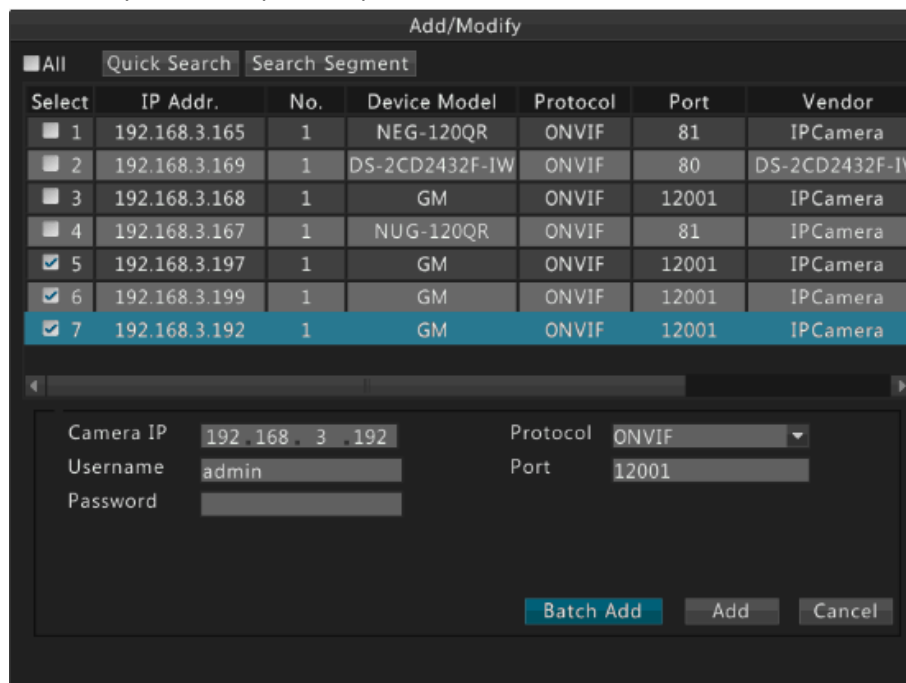 Add/Modify
All Quick Search Search Segment
Select IP Addr. No. Device Model Protocol Port Vendor
1 192.168.3.165 1 NEG-120QR ONVIF 81 IPCamera
2 192.168.3.169 1 DS-2CD2432F-IW ONVIF 80 DS-2CD2432F-IW
3 192.168.3.168 1 GM ONVIF 12001 IPCamera
4 192.168.3.167 1 NUG-120QR ONVIF 81 IPCamera
5 192.168.3.197 1 GM ONVIF 12001 IPCamera
6 192.168.3.199 1 GM ONVIF 12001 IPCamera
7 192.168.3.192 1 GM ONVIF 12001 IPCamera
Camera IP 192 . 168 . 3 . 192 Protocol ONVIF
Username admin Port 12001
Password
Batch Add Add Cancel